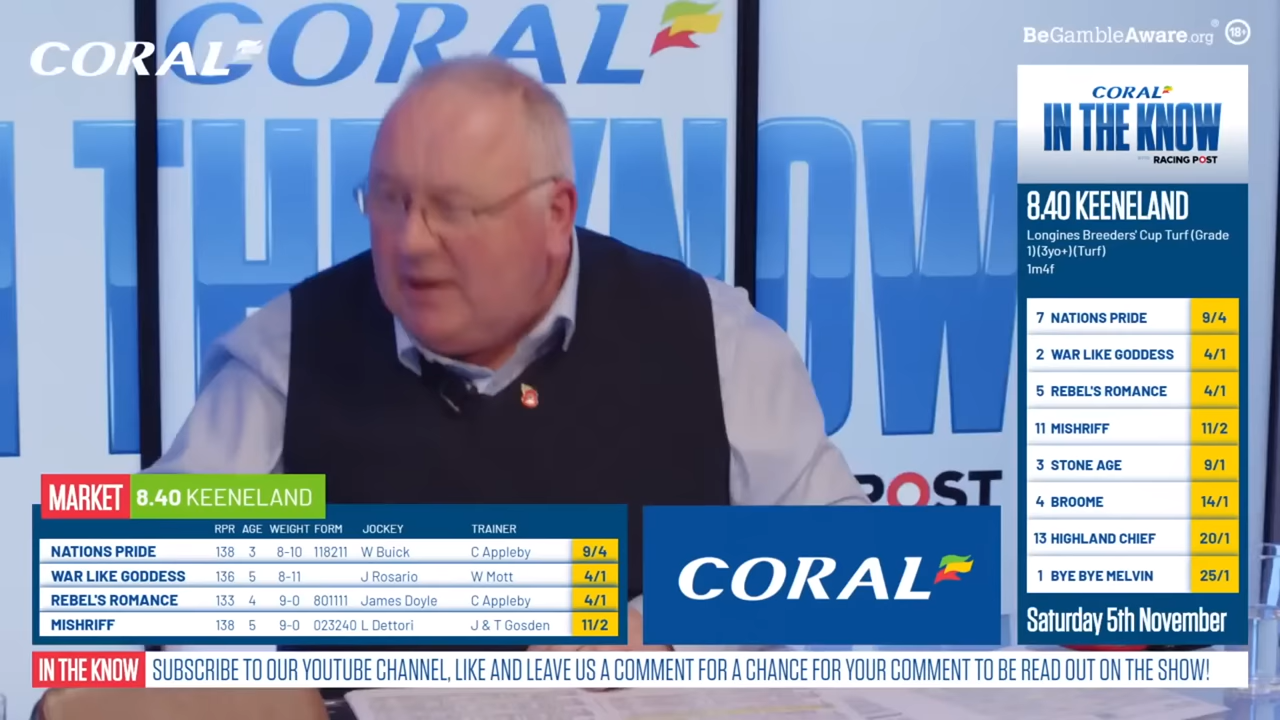 CORAL
CORAL
BeGambleAware.org 18+
CORAL
IN THE KNOW
WITH RACING POST
8.40 KEENELAND
Longines Breeders' Cup Turf (Grade
1)(3yo+)(Turf)
1m4f
7 NATIONS PRIDE 9/4
2 WAR LIKE GODDESS 4/1
5 REBEL'S ROMANCE 4/1
11 MISHRIFF 11/2
3 STONE AGE 9/1
4 BROOME 14/1
13 HIGHLAND CHIEF 20/1
1 BYE BYE MELVIN 25/1
Saturday 5th November
POST
MARKET 8.40 KEENELAND
RPR AGE WEIGHT FORM JOCKEY TRAINER
NATIONS PRIDE 138 3 8-10 118211 W Buick C Appleby 9/4
WAR LIKE GODDESS 136 5 8-11 J Rosario W Mott 4/1
REBEL'S ROMANCE 133 4 9-0 801111 James Doyle C Appleby 4/1
MISHRIFF 138 5 9-0 023240 L Dettori J & T Gosden 11/2
CORAL
IN THE KNOW SUBSCRIBE TO OUR YOUTUBE CHANNEL, LIKE AND LEAVE US A COMMENT FOR A CHANCE FOR YOUR COMMENT TO BE READ OUT ON THE SHOW!